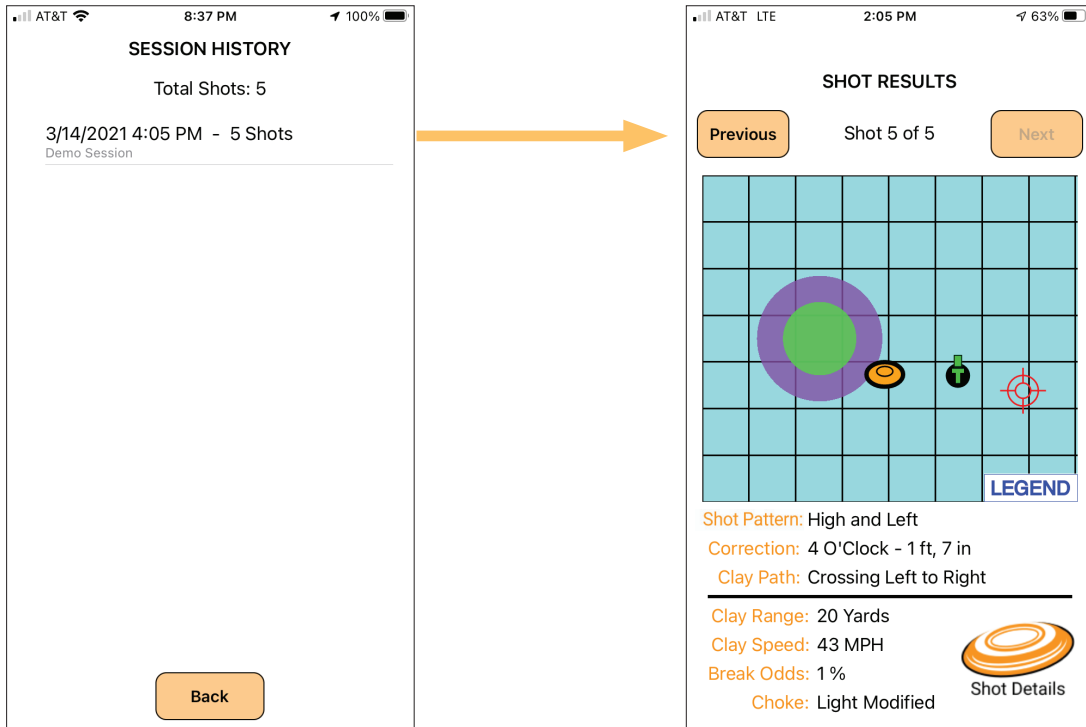 AT&T
8:37 PM
100%
SESSION HISTORY
Total Shots: 5
3/14/2021 4:05 PM - 5 Shots
Demo Session
Back
AT&T LTE
2:05 PM
63%
SHOT RESULTS
Previous
Shot 5 of 5
Next
T
LEGEND
Shot Pattern: High and Left
Correction: 4 O'Clock - 1 ft, 7 in
Clay Path: Crossing Left to Right
Clay Range: 20 Yards
Clay Speed: 43 MPH
Break Odds: 1 %
Choke: Light Modified
Shot Details